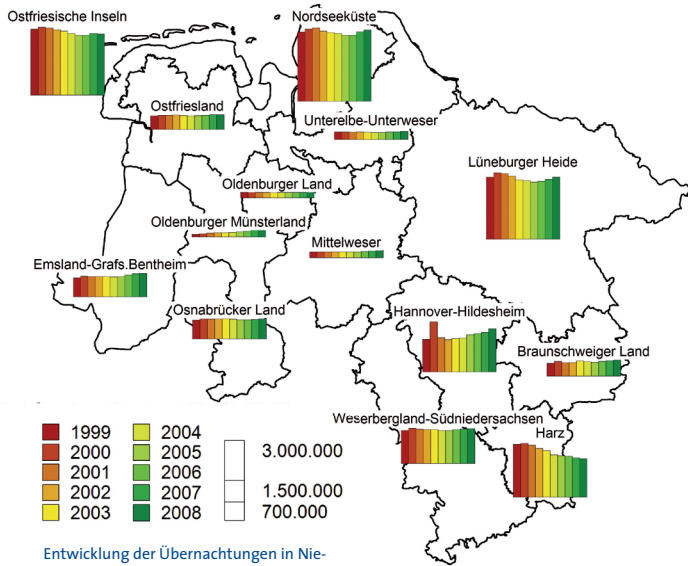 Ostfriesische Inseln
Nordseeküste
Ostfriesland
Unterelbe-Unterweser
Lüneburger Heide
Oldenburger Land
Oldenburger Münsterland
Mittelweser
Emsland-Grafs.Bentheim
Osnabrücker Land
Hannover-Hildesheim
Braunschweiger Land
Weserbergland-Südniedersachsen
Harz
1999
2000
2001
2002
2003
2004
2005
2006
2007
2008
3.000.000
1.500.000
700.000
Entwicklung der Übernachtungen in Nie-